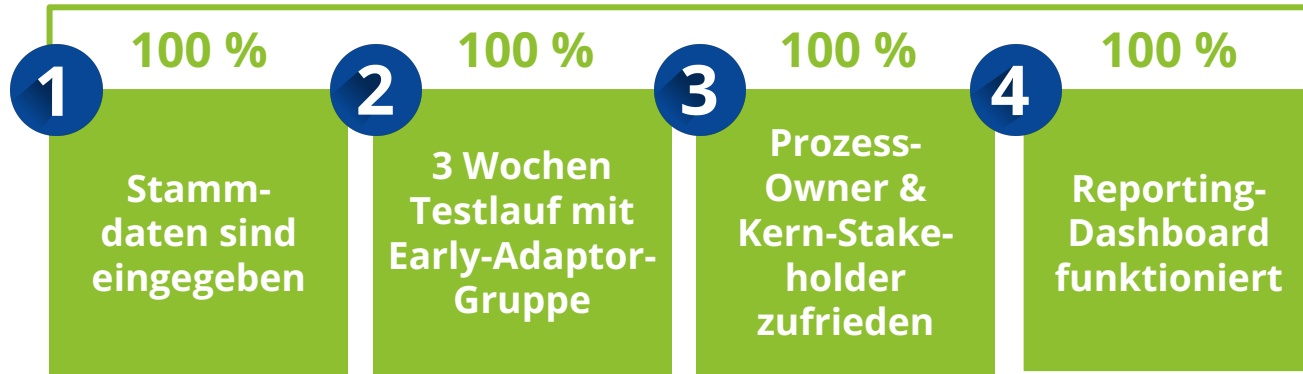 100 %
1
Stamm-
daten sind
eingegeben
100 %
2
3 Wochen
Testlauf mit
Early-Adaptor-
Gruppe
100 %
3
Prozess-
Owner &
Kern-Stake-
holder
zufrieden
100 %
4
Reporting-
Dashboard
funktioniert